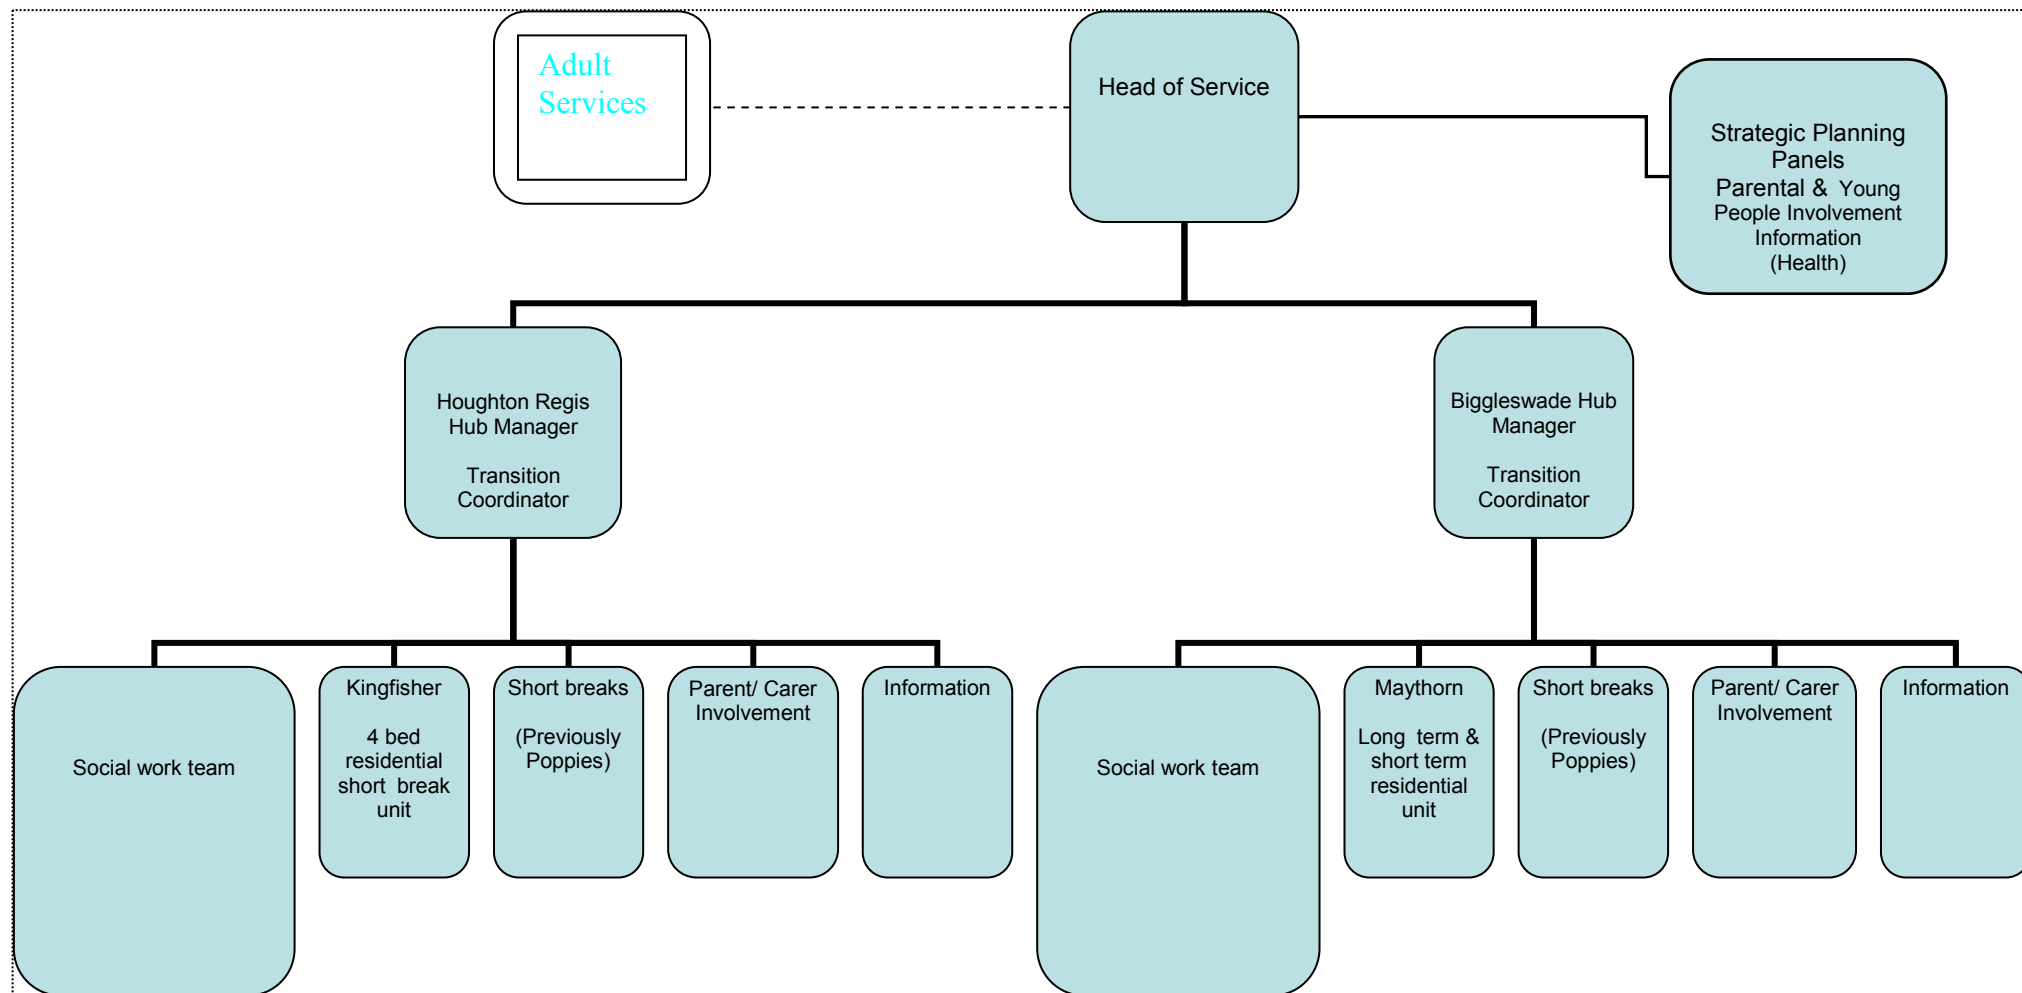 Adult
Services
Head of Service
Strategic Planning
Panels
Parental & Young
People Involvement
Information
(Health)
Houghton Regis
Hub Manager
Transition
Coordinator
Biggleswade Hub
Manager
Transition
Coordinator
Social work team
Kingfisher
4 bed
residential
short break
unit
Short breaks
(Previously
Poppies)
Parent/ Carer
Involvement
Information
Social work team
Maythorn
Long term &
short term
residential
unit
Short breaks
(Previously
Poppies)
Parent/ Carer
Involvement
Information